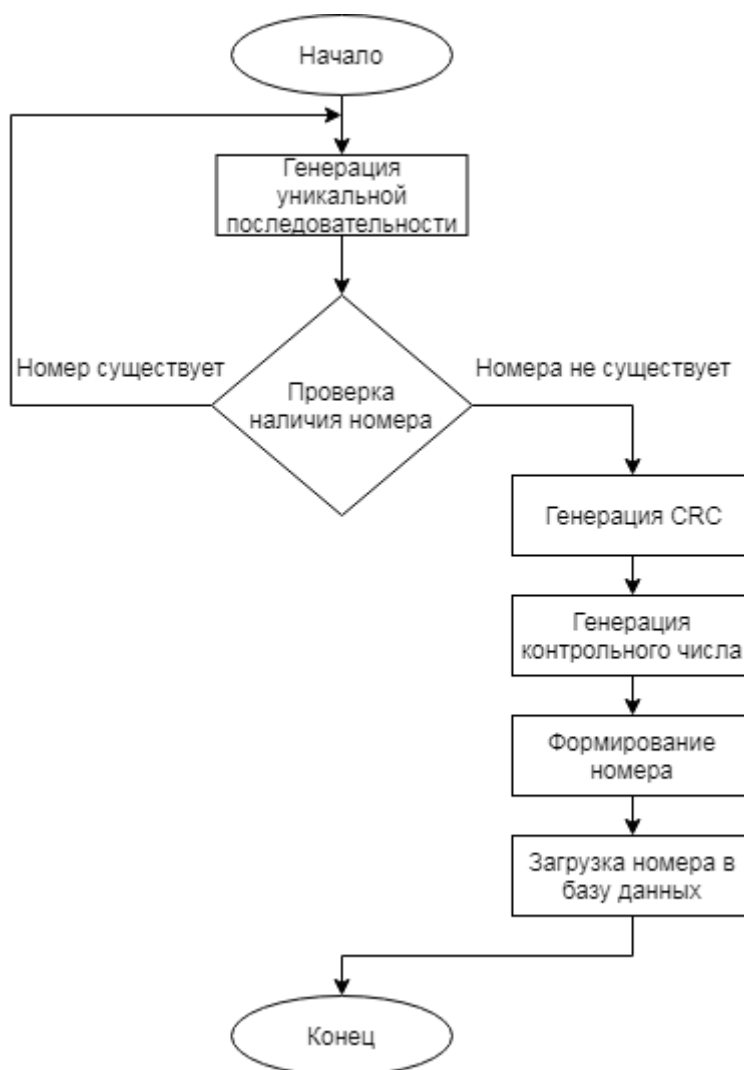 Начало
Генерация
уникальной
последовательности
Номер существует
Номера не существует
Проверка
наличия номера
Генерация CRC
Генерация
контрольного числа
Формирование
номера
Загрузка номера в
базу данных
Конец